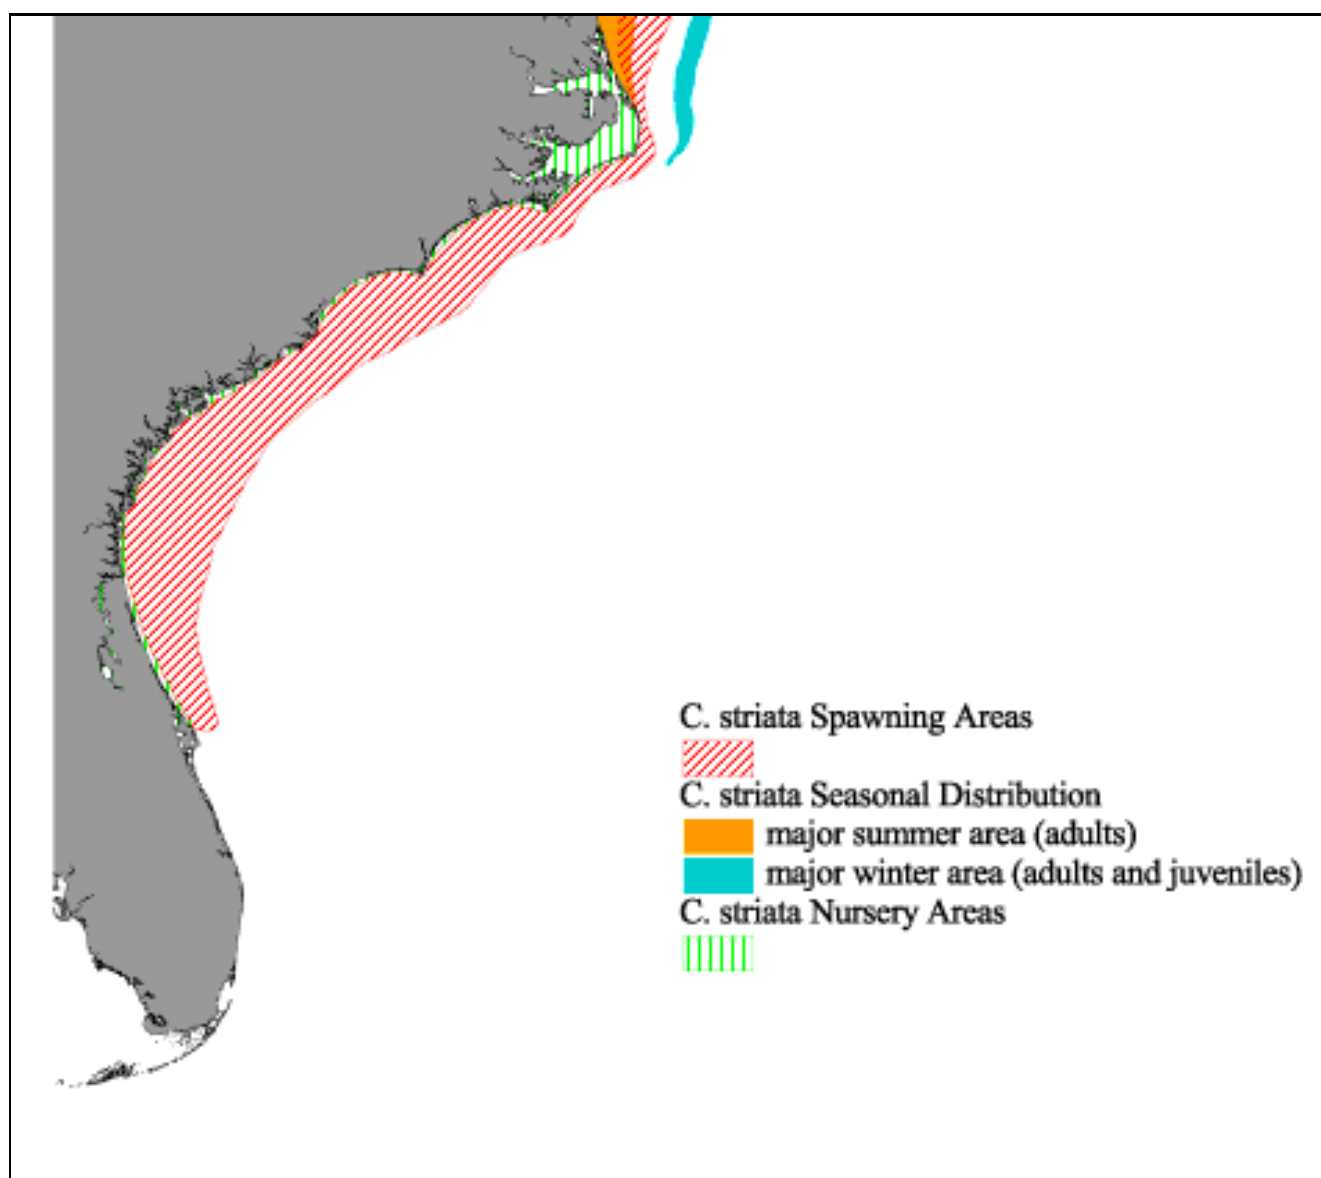 C. striata Spawning Areas
C. striata Seasonal Distribution
major summer area (adults)
major winter area (adults and juveniles)
C. striata Nursery Areas